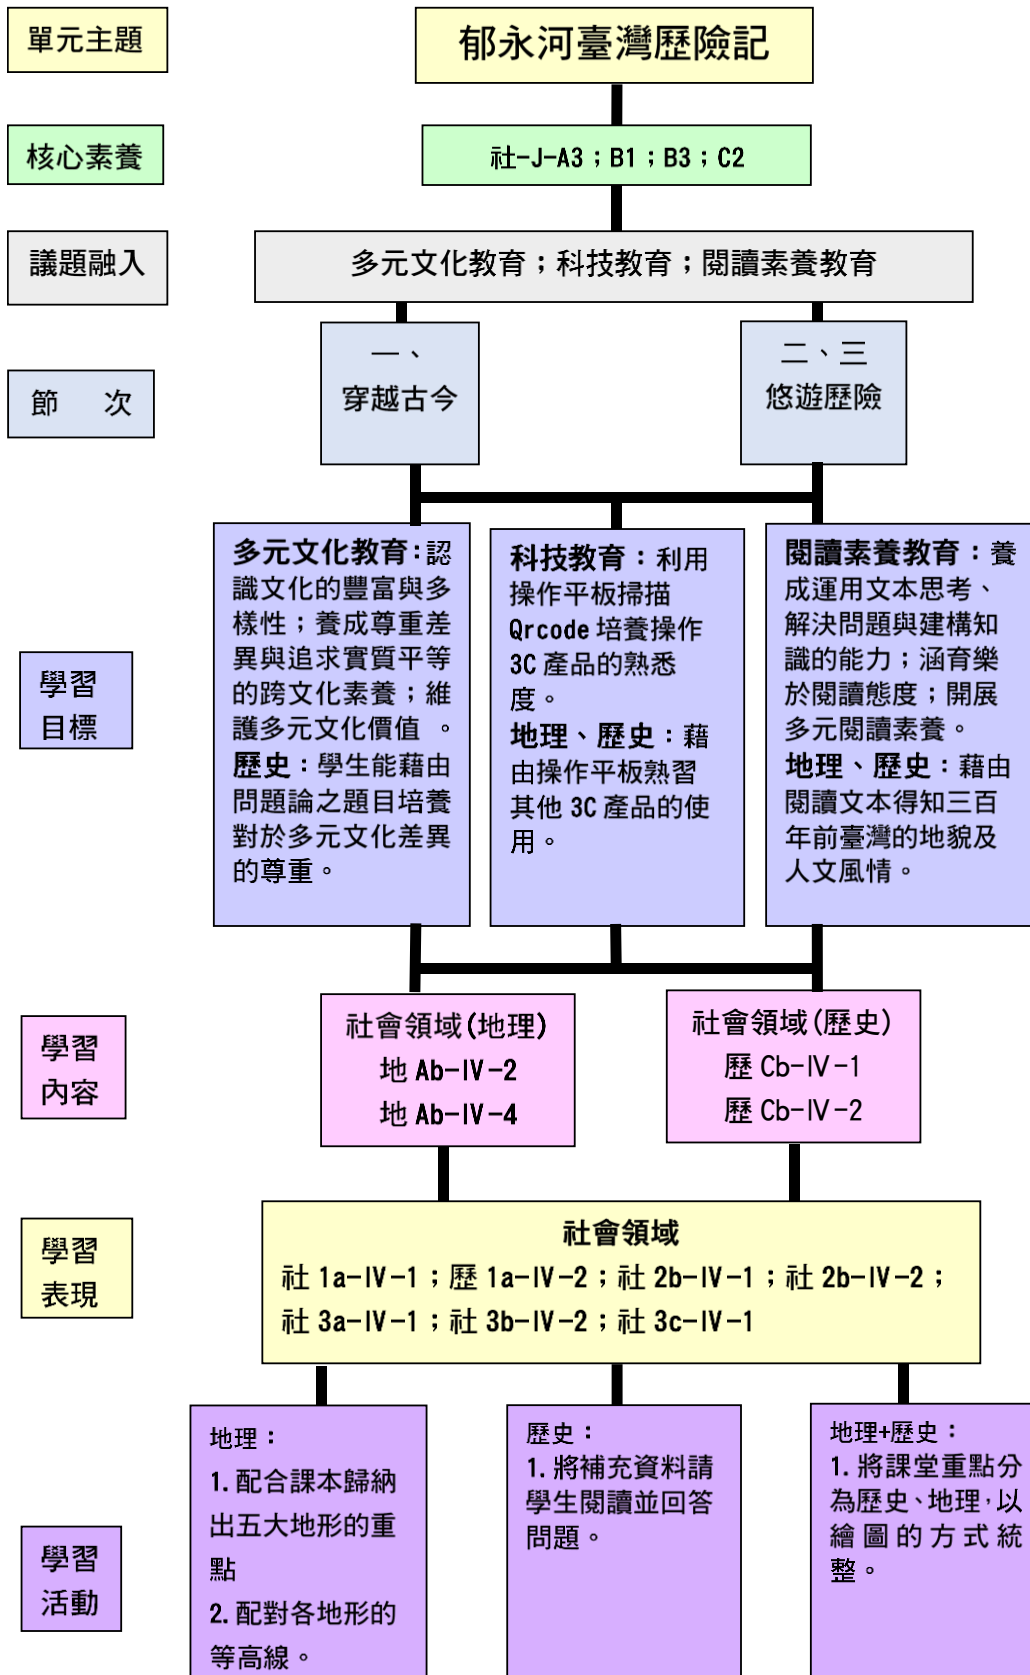 單元主題
郁永河臺灣歷險記
核心素養
社-J-A3；B1；B3；C2
議題融入
多元文化教育；科技教育；閱讀素養教育
節 次
一、
穿越古今
二、三
悠遊歷險
學習
目標
多元文化教育：認
識文化的豐富與多
樣性；養成尊重差
異與追求實質平等
的跨文化素養；維
護多元文化價值 。
歷史：學生能藉由
問題論之題目培養
對於多元文化差異
的尊重。
科技教育：利用
操作平板掃描
Qrcode 培養操作
3C 產品的熟悉
度。
地理、歷史：藉
由操作平板熟習
其他 3C 產品的使
用。
閱讀素養教育：養
成運用文本思考、
解決問題與建構知
識的能力；涵育樂
於閱讀態度；開展
多元閱讀素養。
地理、歷史：藉由
閱讀文本得知三百
年前臺灣的地貌及
人文風情。
學習
內容
社會領域(地理)
地 Ab-IV-2
地 Ab-IV-4
社會領域(歷史)
歷 Cb-IV-1
歷 Cb-IV-2
學習
表現
社會領域
社 1a-IV-1；歷 1a-IV-2；社 2b-IV-1；社 2b-IV-2；
社 3a-IV-1；社 3b-IV-2；社 3c-IV-1
學習
活動
地理：
1. 配合課本歸納
出五大地形的重
點
2. 配對各地形的
等高線。
歷史：
1. 將補充資料請
學生閱讀並回答
問題。
地理+歷史：
1. 將課堂重點分
為歷史、地理，以
繪圖的方式統
整。